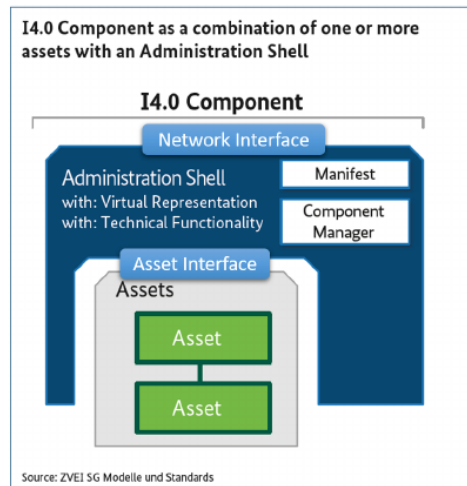 I4.0 Component as a combination of one or more
assets with an Administration Shell
I4.0 Component
Network Interface
Administration Shell
with: Virtual Representation
with: Technical Functionality
Manifest
Component
Manager
Asset Interface
Assets
Asset
Asset
Source: ZVEI SG Modelle und Standards